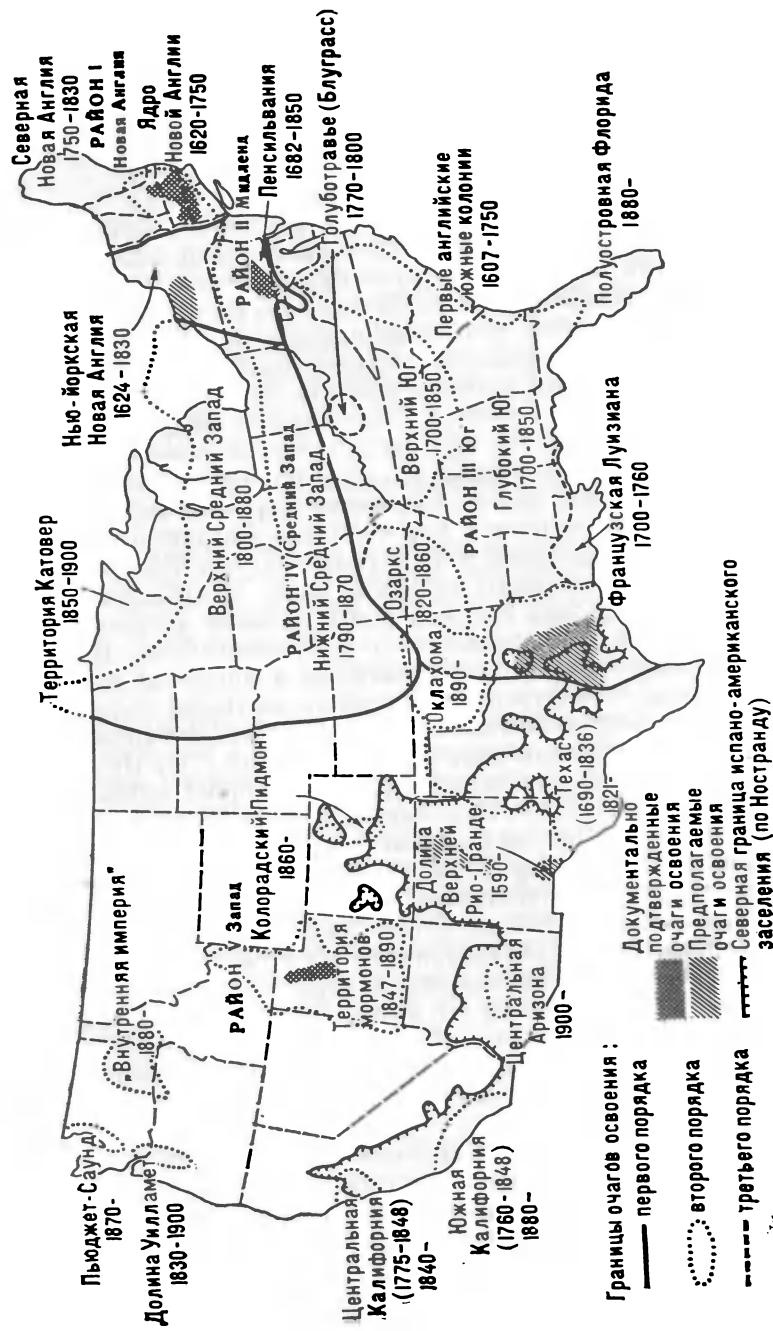 Северная
Новая Англия
1750-1830
РАЙОН I
Новая Англия
Ядро
Новой Англии
1620-1750
Нью-йоркская
Новая Англия
1624-1830
РАЙОН II Мидленд
Пенсильвания
1682-1850
Голуботравье (Блуграсс)
1770-1800
Первые английские
южные колонии
1607-1750
Полуостровная Флорида
1880-
Территория Катовер
1850-1900
Верхний Средний Запад
1800-1880
РАЙОН IV Средний Запад
Нижний Средний Запад
1790-1870
Верхний Юг
1700-1850
РАЙОН III Юг
Глубокий Юг
1700-1850
Французская Луизиана
1700-1760
Озаркс
1820-1860
Оклахома
1890-
Техас
(1690-1836)
1821-
„Внутренняя империя"
1880-
РАЙОН V Запад
Колорадский Пидмонт
1860-
Долина
Верхней
Рио-Гранде
1590-
Территория
мормонов
1847-1890
Центральная
Аризона
1900-
Пьюджет-Саунд
1870-
Долина Уилламет
1830-1900
Центральная
Калифорния
(1775-1848)
1840-
Южная
Калифорния
(1760-1848)
1880-
Границы очагов освоения:
первого порядка
второго порядка
третьего порядка
Документально
подтвержденные
очаги освоения
Предполагаемые
очаги освоения
Северная граница испано-американского
заселения (по Ностранду)